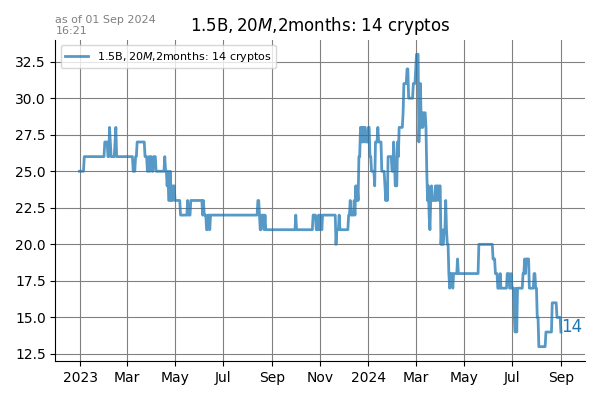 as of 01 Sep 2024
16:21
1.5B, 20M,2months: 14 cryptos
1.5B, 20M,2months: 14 cryptos
32.5
30.0
27.5
25.0
22.5
20.0
17.5
15.0
12.5
14
2023 Mar May Jul Sep Nov 2024 Mar May Jul Sep